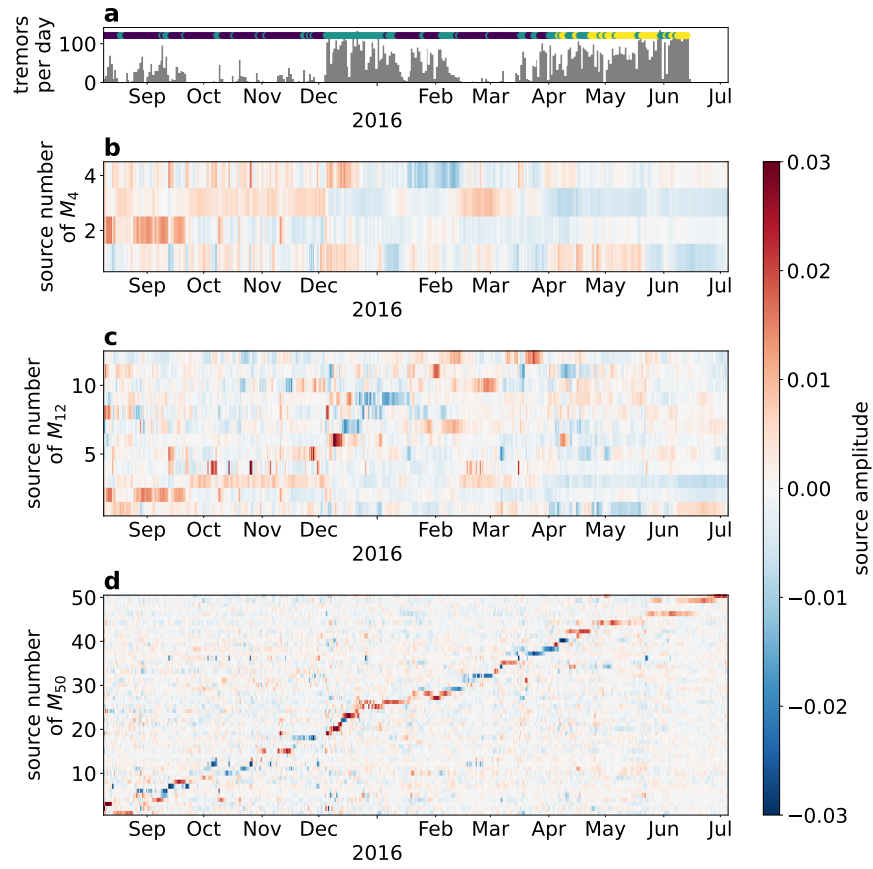 a
tremors
per day
100
0
Sep Oct Nov Dec Feb Mar Apr May Jun Jul
2016
b
source number
of M4
4
2
Sep Oct Nov Dec Feb Mar Apr May Jun Jul
2016
c
source number
of M12
10
5
Sep Oct Nov Dec Feb Mar Apr May Jun Jul
2016
d
source number
of M50
50
40
30
20
10
Sep Oct Nov Dec Feb Mar Apr May Jun Jul
2016
0.03
0.02
0.01
0.00
−0.01
−0.02
−0.03
source amplitude